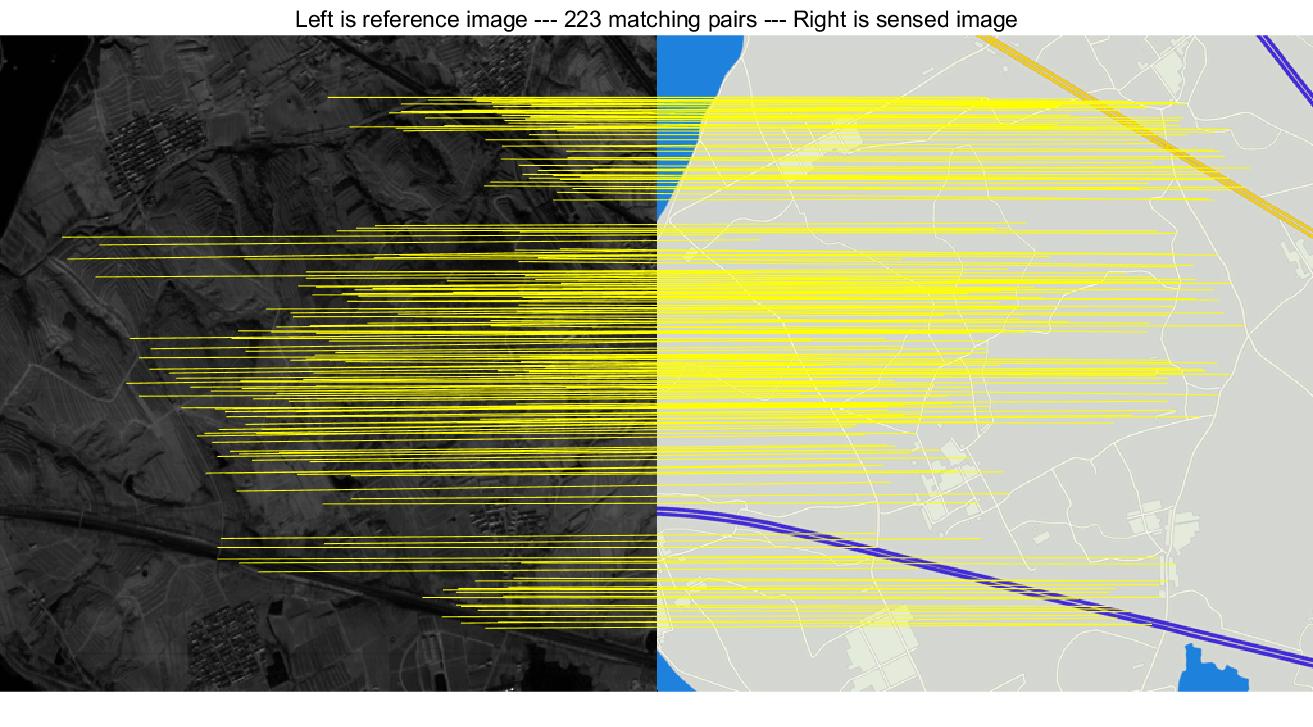 Left is reference image --- 223 matching pairs --- Right is sensed image